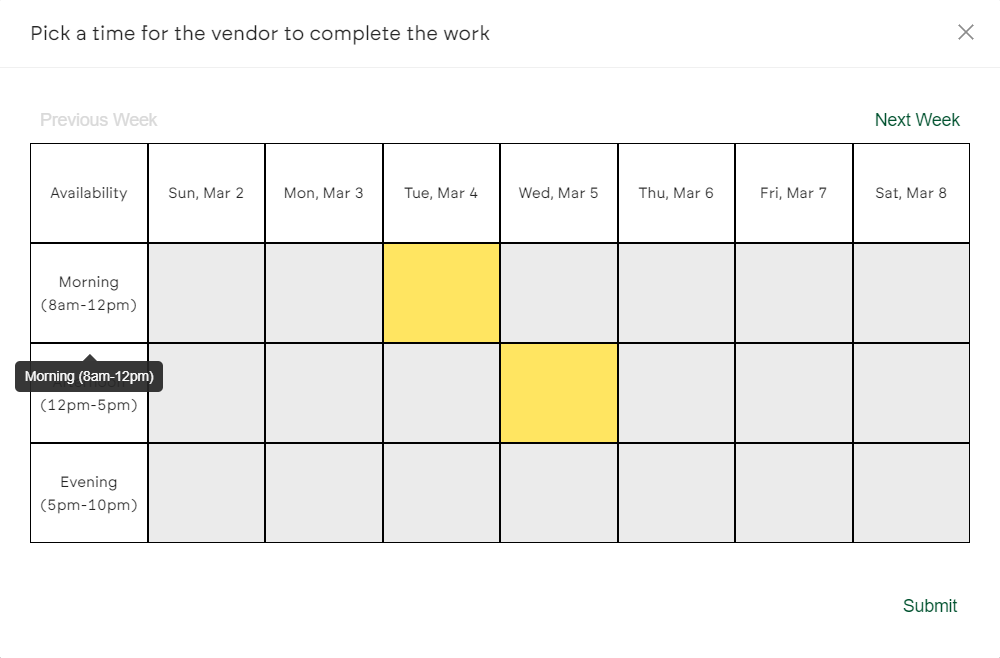 Pick a time for the vendor to complete the work
Previous Week
Next Week
Availability
Sun, Mar 2
Mon, Mar 3
Tue, Mar 4
Wed, Mar 5
Thu, Mar 6
Fri, Mar 7
Sat, Mar 8
Morning
(8am-12pm)
Morning (8am-12pm)
(12pm-5pm)
Evening
(5pm-10pm)
Submit